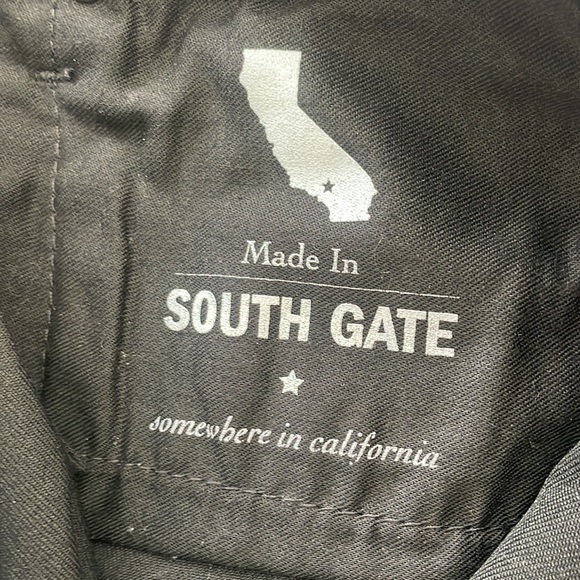 Made In
SOUTH GATE
somewhere in california